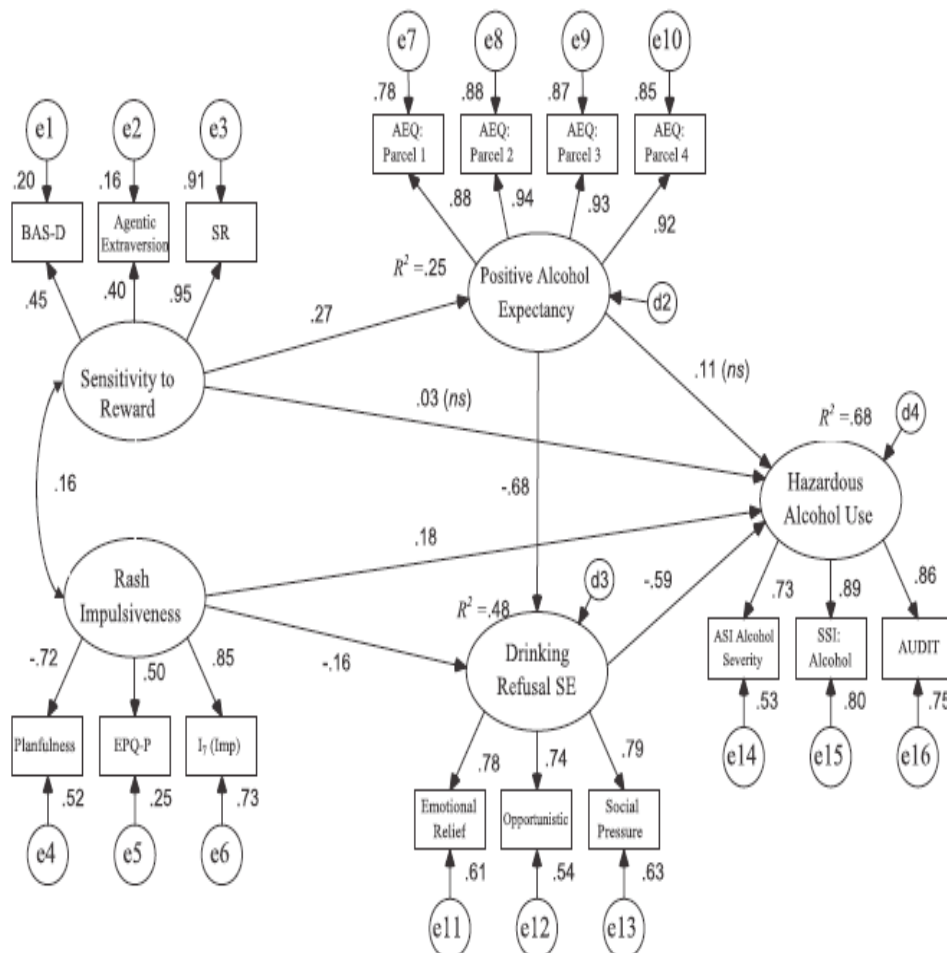 e7
e8
e9
e10
.78
.88
.87
.85
e1
e2
e3
AEQ:
Parcel 1
AEQ:
Parcel 2
AEQ:
Parcel 3
AEQ:
Parcel 4
.20
.16
.91
.88
.94
.93
.92
BAS-D
Agentic
Extraversion
SR
R² =.25
Positive Alcohol
Expectancy
d2
.45
.40
.95
.27
Sensitivity to
Reward
.03 (ns)
.11 (ns)
R² =.68
d4
.16
-.68
Hazardous
Alcohol Use
.18
Rash
Impulsiveness
d3
-.59
R² =.48
.73
.89
.86
-.72
.50
.85
-.16
Drinking
Refusal SE
ASI Alcohol
Severity
SSI:
Alcohol
AUDIT
Planfulness
EPQ-P
I₇ (Imp)
.53
.80
.75
.78
.74
.79
e14
e15
e16
.52
.25
.73
Emotional
Relief
Opportunistic
Social
Pressure
e4
e5
e6
.61
.54
.63
e11
e12
e13